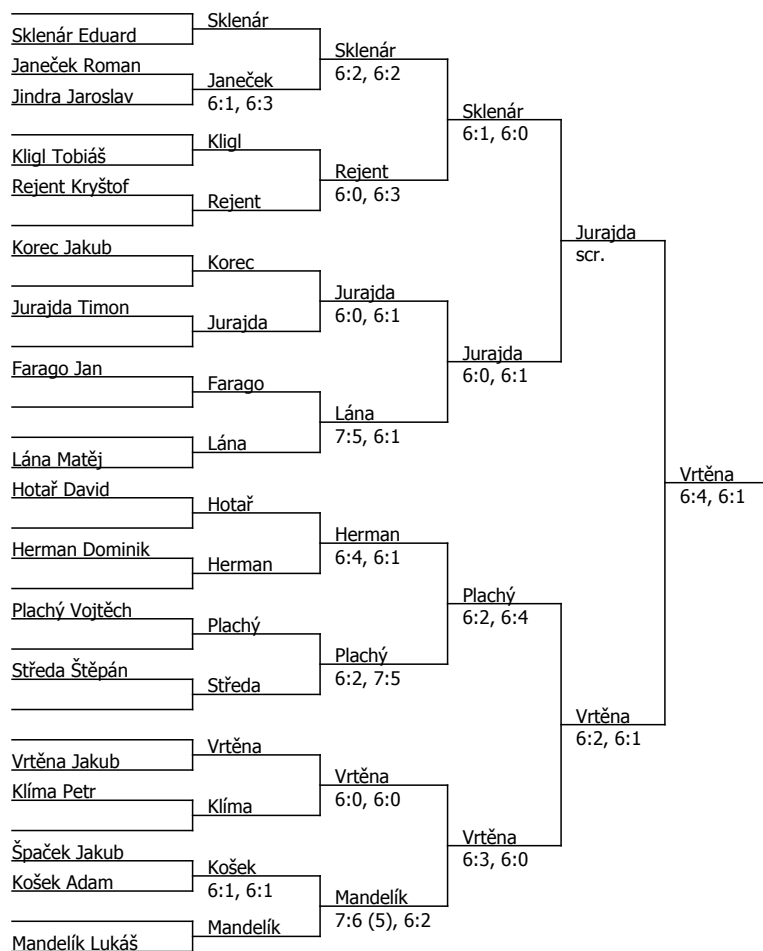 Sklenár Eduard
Janeček Roman
Jindra Jaroslav
Kligl Tobiáš
Rejent Kryštof
Korec Jakub
Jurajda Timon
Farago Jan
Lána Matěj
Hotař David
Herman Dominik
Plachý Vojtěch
Středa Štěpán
Vrtěna Jakub
Klíma Petr
Špaček Jakub
Košek Adam
Mandelík Lukáš
Sklenár
Janeček
6:1, 6:3
Kligl
Rejent
Korec
Jurajda
Farago
Lána
Hotař
Herman
Plachý
Středa
Vrtěna
Klíma
Košek
6:1, 6:1
Mandelík
Sklenár
6:2, 6:2
Rejent
6:0, 6:3
Jurajda
6:0, 6:1
Lána
7:5, 6:1
Herman
6:4, 6:1
Plachý
6:2, 7:5
Vrtěna
6:0, 6:0
Mandelík
7:6 (5), 6:2
Sklenár
6:1, 6:0
Jurajda
6:0, 6:1
Plachý
6:2, 6:4
Vrtěna
6:3, 6:0
Jurajda
scr.
Vrtěna
6:2, 6:1
Vrtěna
6:4, 6:1